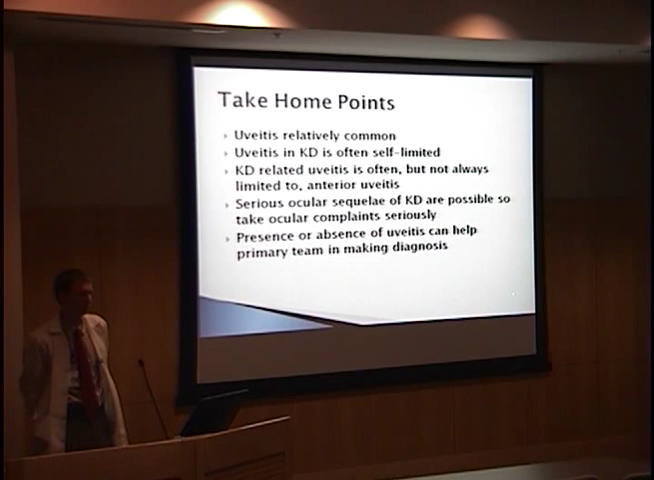 Take Home Points
Uveitis relatively common
Uveitis in KD is often self-limited
KD related uveitis is often, but not always
limited to, anterior uveitis
Serious ocular sequelae of KD are possible so
take ocular complaints seriously
Presence or absence of uveitis can help
primary team in making diagnosis